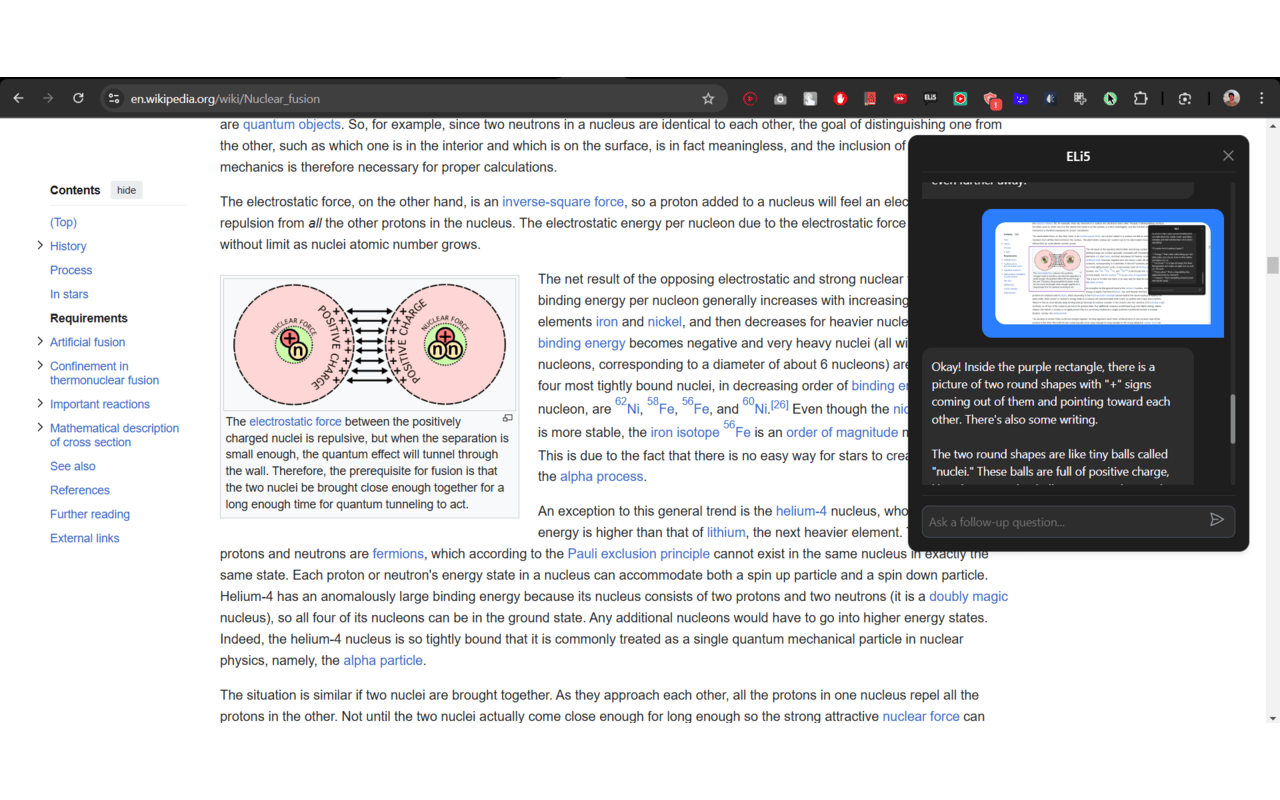 en.wikipedia.org/wiki/Nuclear_fusion
ELI5
are quantum objects. So, for example, since two neutrons in a nucleus are identical to each other, the goal of distinguishing one from
the other, such as which one is in the interior and which is on the surface, is in fact meaningless, and the inclusion of
mechanics is therefore necessary for proper calculations.
Contents hide
(Top)
History
Process
In stars
Requirements
Artificial fusion
Confinement in
thermonuclear fusion
Important reactions
Mathematical description
of cross section
See also
References
Further reading
External links
The electrostatic force, on the other hand, is an inverse-square force, so a proton added to a nucleus will feel an elec
repulsion from all the other protons in the nucleus. The electrostatic energy per nucleon due to the electrostatic force
without limit as nuclei atomic number grows.
NUCLEAR FORCE
+
n
POSITIVE CHARGE
POSITIVE CHARGE
NUCLEAR FORCE
+
n n
The electrostatic force between the positively
charged nuclei is repulsive, but when the separation is
small enough, the quantum effect will tunnel through
the wall. Therefore, the prerequisite for fusion is that
the two nuclei be brought close enough together for a
long enough time for quantum tunneling to act.
The net result of the opposing electrostatic and strong nuclear
binding energy per nucleon generally increases with increasing
elements iron and nickel, and then decreases for heavier nucle
binding energy becomes negative and very heavy nuclei (all wi
nucleons, corresponding to a diameter of about 6 nucleons) are
four most tightly bound nuclei, in decreasing order of binding en
nucleon, are 62Ni, 58Fe, 56Fe, and 60Ni.[26] Even though the nic
is more stable, the iron isotope 56Fe is an order of magnitude m
This is due to the fact that there is no easy way for stars to crea
the alpha process.
An exception to this general trend is the helium-4 nucleus, who
energy is higher than that of lithium, the next heavier element.
protons and neutrons are fermions, which according to the Pauli exclusion principle cannot exist in the same nucleus in exactly the
same state. Each proton or neutron's energy state in a nucleus can accommodate both a spin up particle and a spin down particle.
Helium-4 has an anomalously large binding energy because its nucleus consists of two protons and two neutrons (it is a doubly magic
nucleus), so all four of its nucleons can be in the ground state. Any additional nucleons would have to go into higher energy states.
Indeed, the helium-4 nucleus is so tightly bound that it is commonly treated as a single quantum mechanical particle in nuclear
physics, namely, the alpha particle.
The situation is similar if two nuclei are brought together. As they approach each other, all the protons in one nucleus repel all the
protons in the other. Not until the two nuclei actually come close enough for long enough so the strong attractive nuclear force can
ELi5
even further away.
Okay! Inside the purple rectangle, there is a
picture of two round shapes with "+" signs
coming out of them and pointing toward each
other. There's also some writing.
The two round shapes are like tiny balls called
"nuclei." These balls are full of positive charge,
Ask a follow-up question...